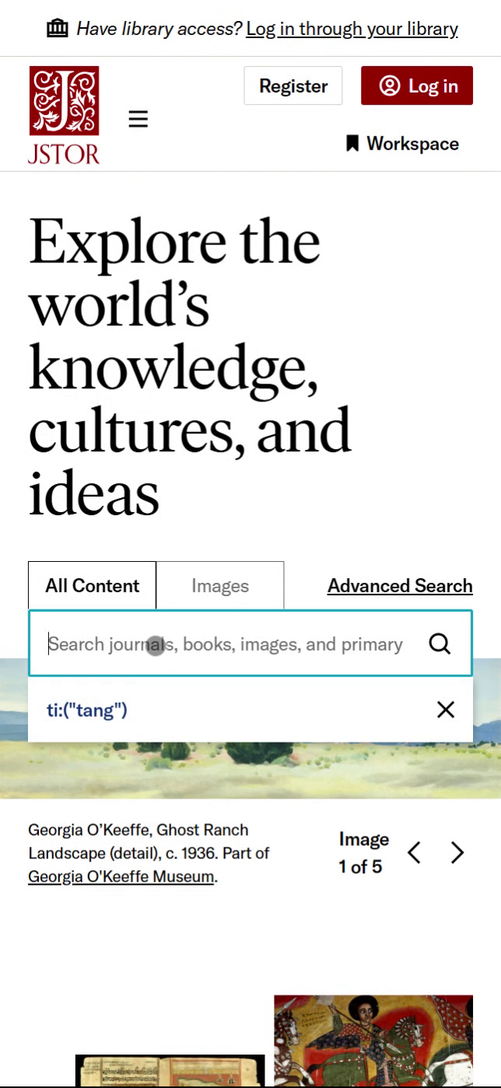 Have library access? Log in through your library
Register
Log in
JSTOR
Workspace
Explore the
world’s
knowledge,
cultures, and
ideas
All Content
Images
Advanced Search
Search journals, books, images, and primary
ti:("tang")
Georgia O’Keeffe, Ghost Ranch
Landscape (detail), c. 1936. Part of
Georgia O'Keeffe Museum.
Image
1 of 5